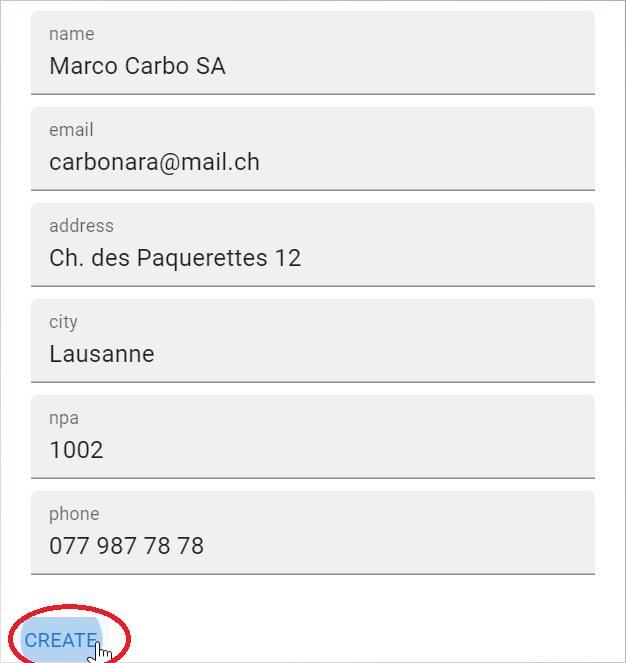 name
Marco Carbo SA
email
carbonara@mail.ch
address
Ch. des Paquerettes 12
city
Lausanne
npa
1002
phone
077 987 78 78
CREATE